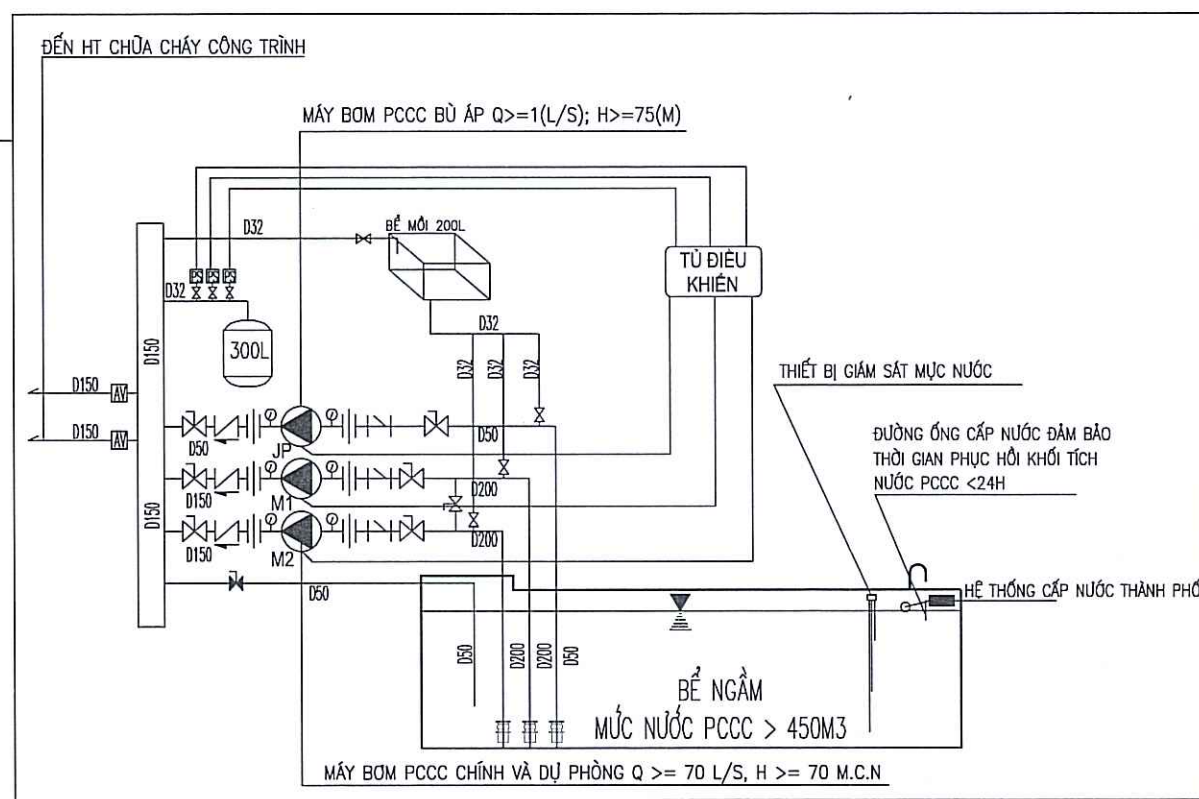 ĐẾN HT CHỮA CHÁY CÔNG TRÌNH
MÁY BƠM PCCC BÙ ÁP Q>=1(L/S); H>=75(M)
BỂ MỒI 200L
D32
TỦ ĐIỀU
KHIỂN
PS
PS
PS
D32
300L
D150
D32
D32
D32
D32
THIẾT BỊ GIÁM SÁT MỰC NƯỚC
D150
AV
D150
AV
D50
JP
D50
ĐƯỜNG ỐNG CẤP NƯỚC ĐẢM BẢO
THỜI GIAN PHỤC HỒI KHỐI TÍCH
NƯỚC PCCC <24H
D150
M1
D200
D150
D150
M2
D200
D50
HỆ THỐNG CẤP NƯỚC THÀNH PHỐ
D50
D200
D200
D50
BỂ NGẦM
MỨC NƯỚC PCCC > 450M3
MÁY BƠM PCCC CHÍNH VÀ DỰ PHÒNG Q >= 70 L/S, H >= 70 M.C.N